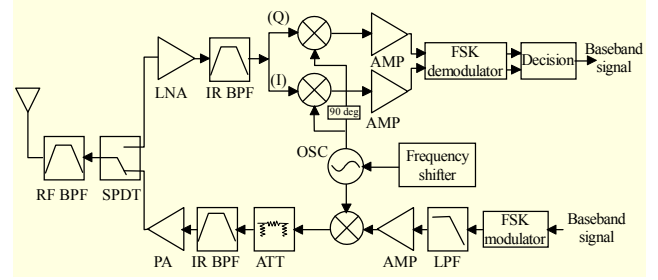 (Q)
AMP
FSK
demodulator
Decision
Baseband
signal
LNA
IR BPF
(I)
90 deg
AMP
OSC
Frequency
shifter
RF BPF
SPDT
PA
IR BPF
ATT
AMP
LPF
FSK
modulator
Baseband
signal